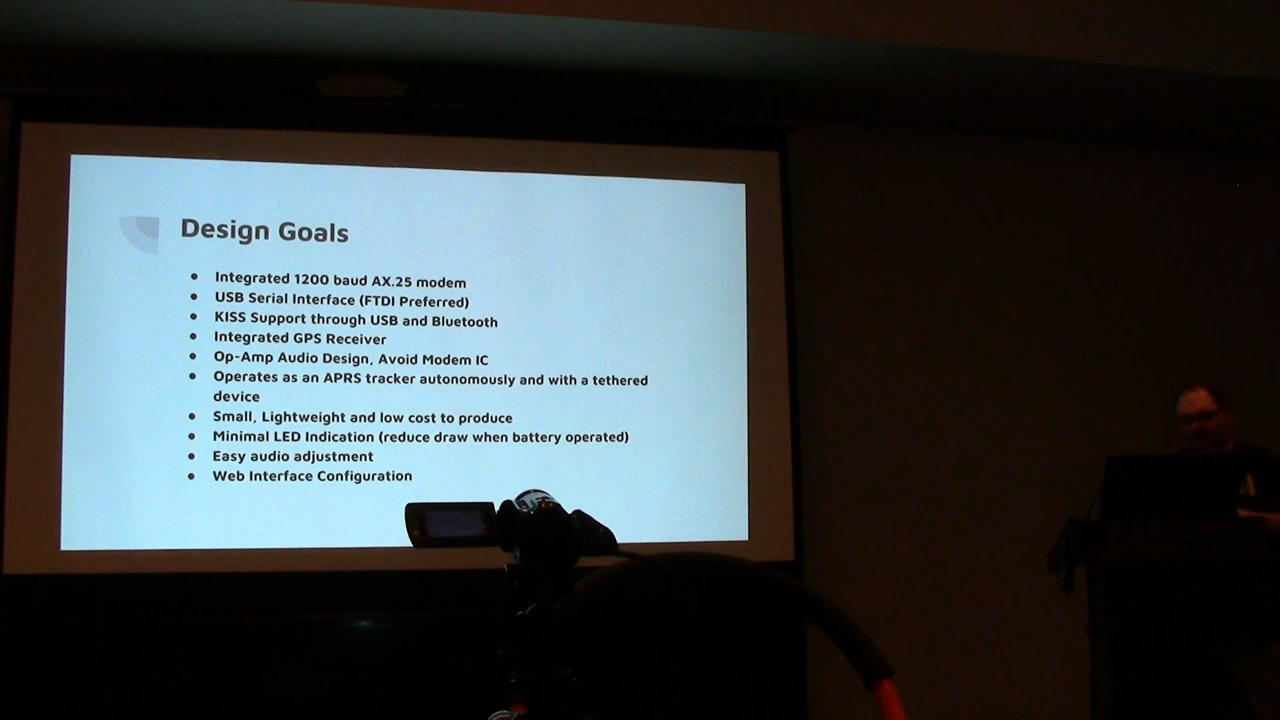 Design Goals
Integrated 1200 baud AX.25 modem
USB Serial Interface (FTDI Preferred)
KISS Support through USB and Bluetooth
Integrated GPS Receiver
Op-Amp Audio Design, Avoid Modem IC
Operates as an APRS tracker autonomously and with a tethered
device
Small, Lightweight and low cost to produce
Minimal LED Indication (reduce draw when battery operated)
Easy audio adjustment
Web Interface Configuration